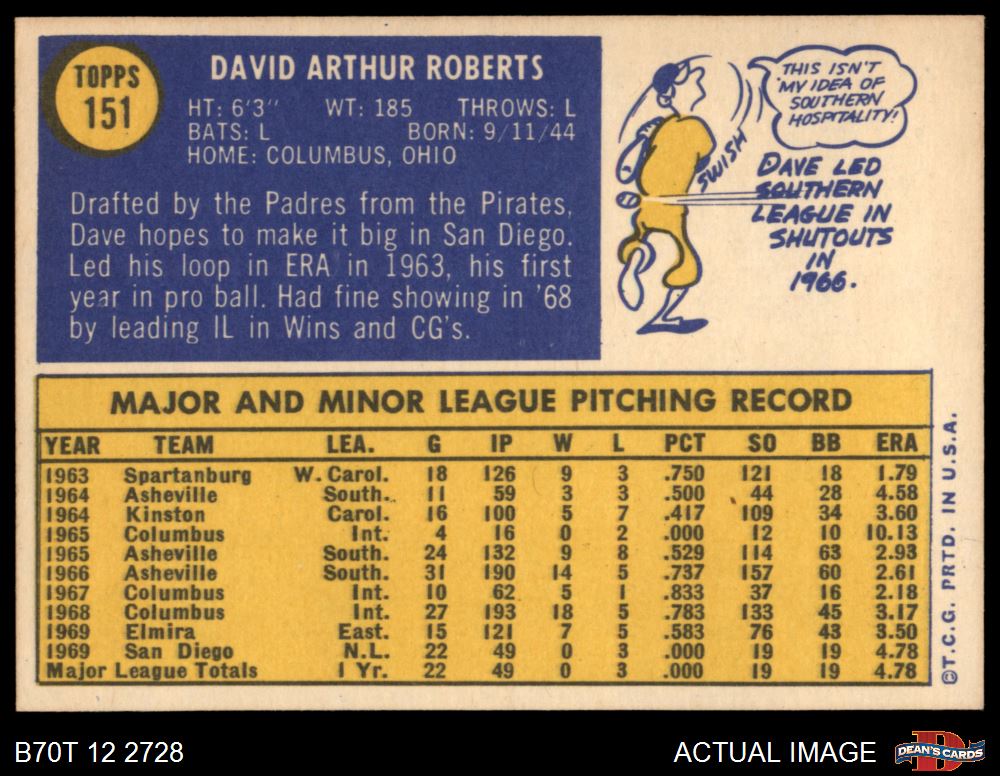 TOPPS
151
DAVID ARTHUR ROBERTS
HT: 6'3" WT: 185 THROWS: L
BATS: L BORN: 9/11/44
HOME: COLUMBUS, OHIO
Drafted by the Padres from the Pirates,
Dave hopes to make it big in San Diego.
Led his loop in ERA in 1963, his first
year in pro ball. Had fine showing in '68
by leading IL in Wins and CG's.
THIS ISN'T
MY IDEA OF
SOUTHERN
HOSPITALITY!
SWISH
DAVE LED
SOUTHERN
LEAGUE IN
SHUTOUTS
IN
1966.
MAJOR AND MINOR LEAGUE PITCHING RECORD
YEAR TEAM LEA. G IP W L PCT SO BB ERA
1963 Spartanburg W. Carol. 18 126 9 3 .750 121 18 1.79
1964 Asheville South. 11 59 3 3 .500 44 28 4.58
1964 Kinston Carol. 16 100 5 7 .417 109 34 3.60
1965 Columbus Int. 4 16 0 2 .000 12 10 10.13
1965 Asheville South. 24 132 9 8 .529 114 63 2.93
1966 Asheville South. 31 190 14 5 .737 157 60 2.61
1967 Columbus Int. 10 62 5 1 .833 37 16 2.18
1968 Columbus Int. 27 193 18 5 .783 133 45 3.17
1969 Elmira East. 15 121 7 5 .583 76 43 3.50
1969 San Diego N.L. 22 49 0 3 .000 19 19 4.78
Major League Totals 1 Yr. 22 49 0 3 .000 19 19 4.78
©T.C.G. PRTD. IN U.S.A.
B70T 12 2728
ACTUAL IMAGE
DEAN'S CARDS